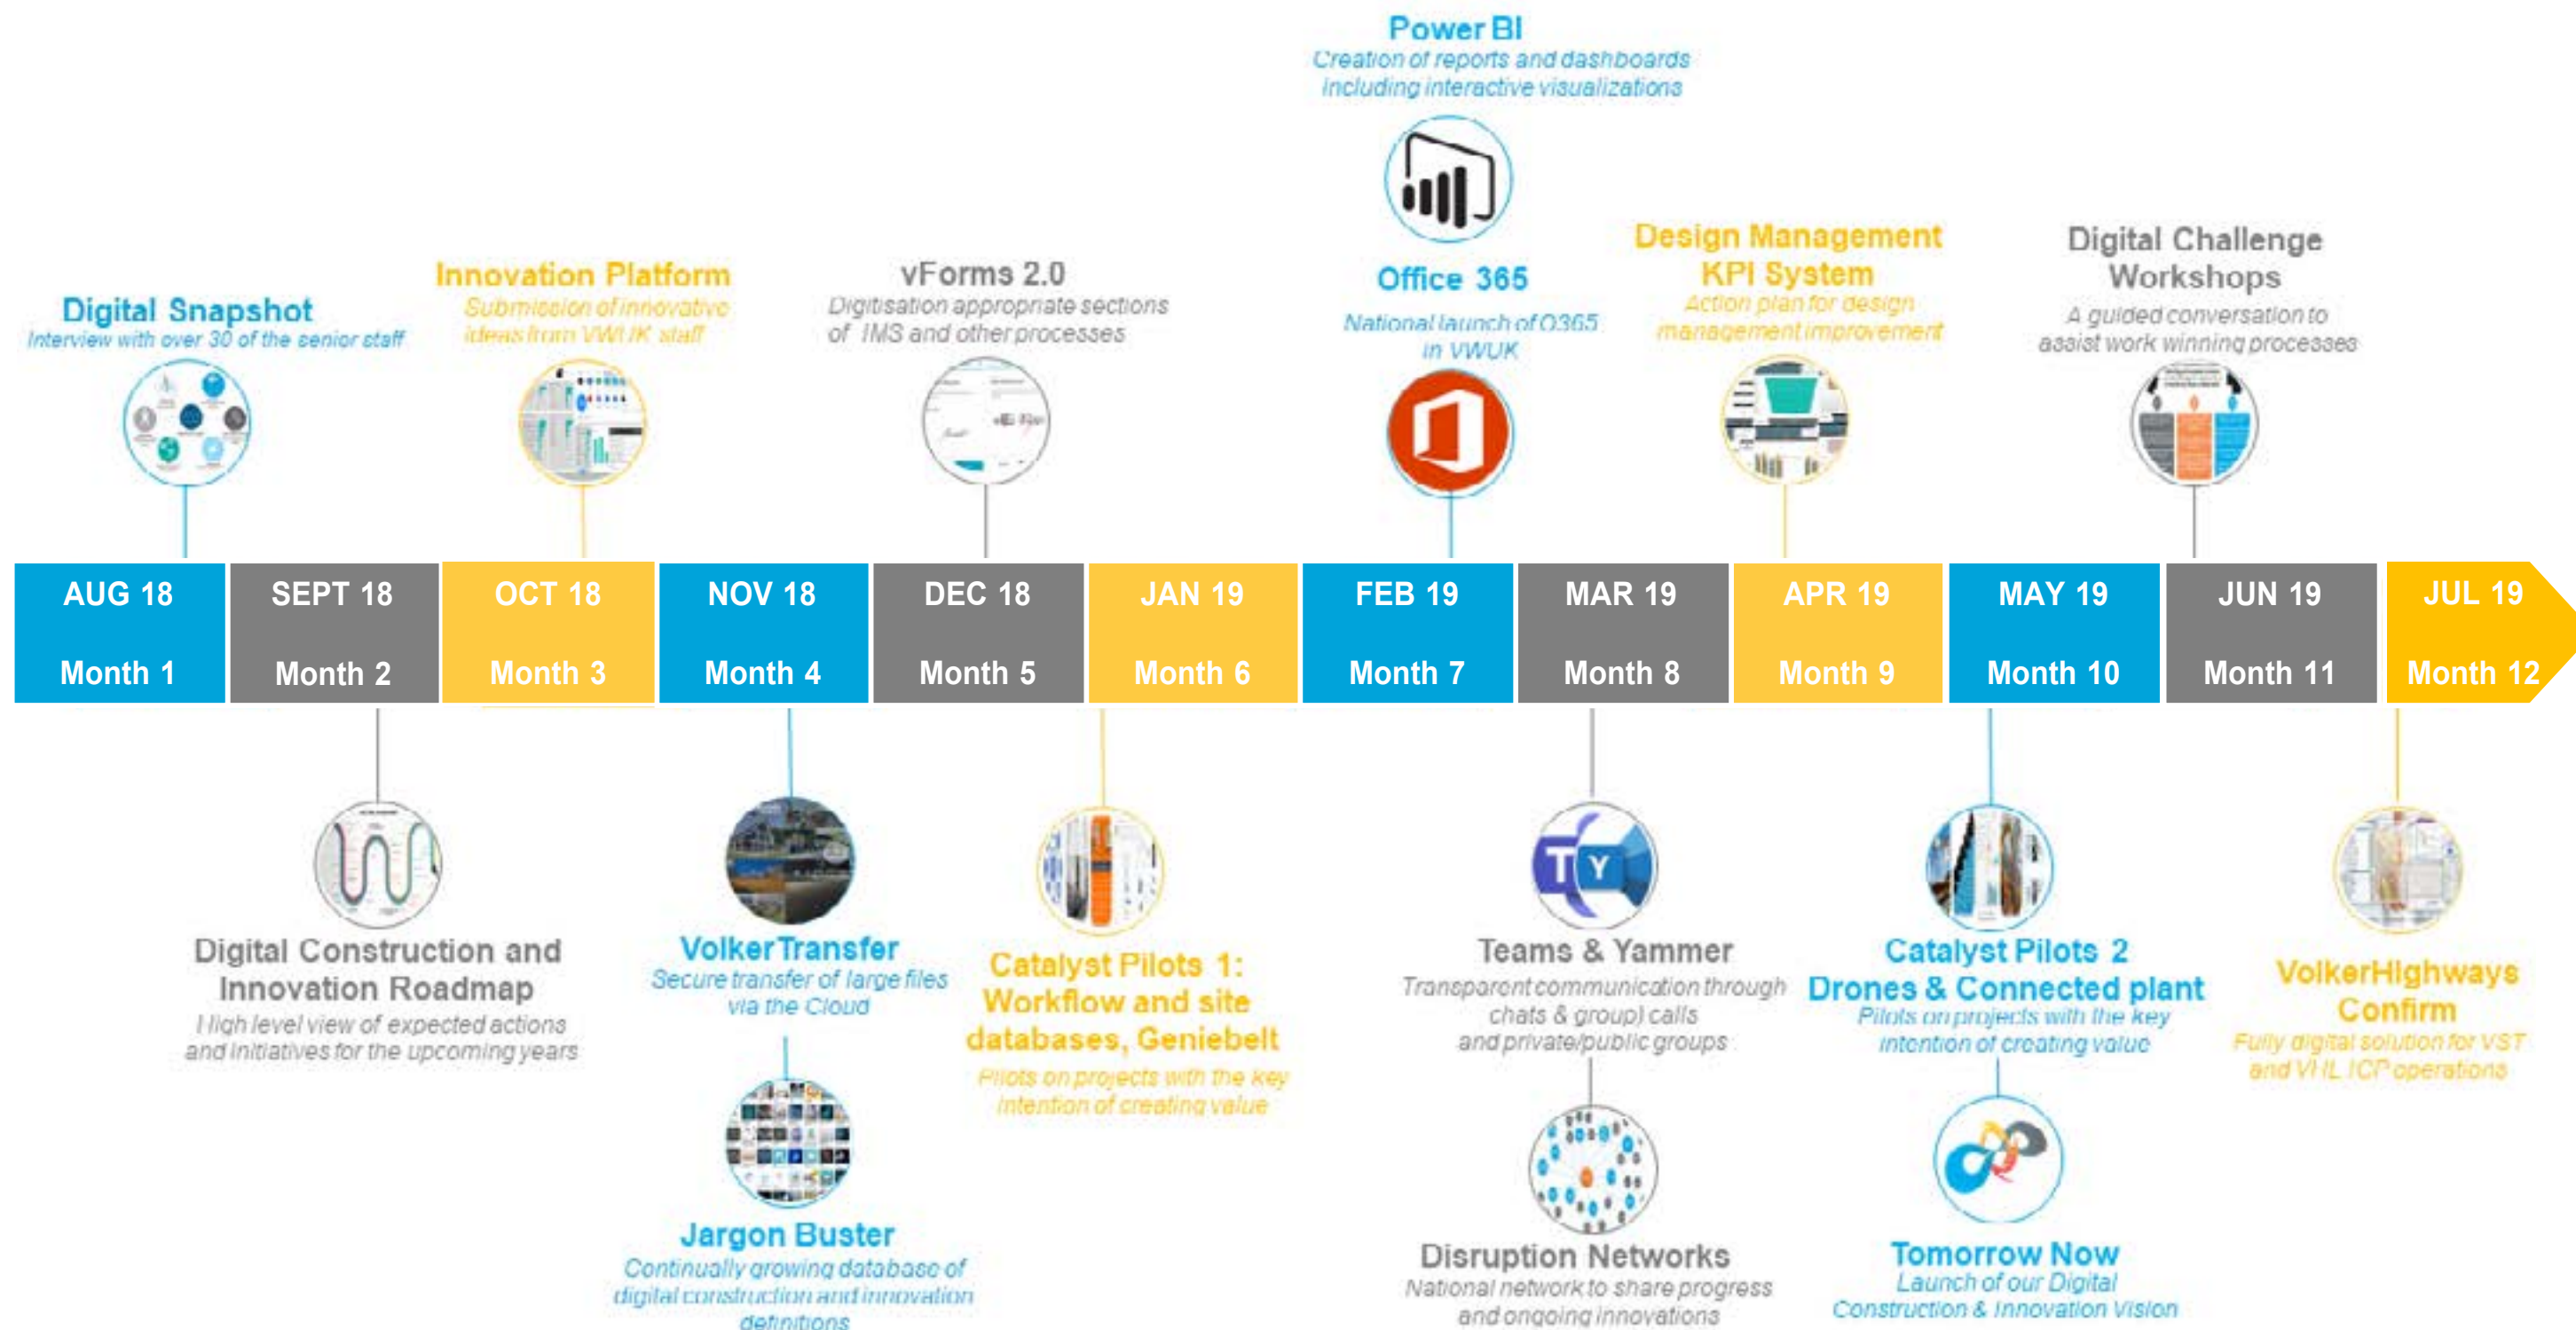 Power BI
Creation of reports and dashboards
including interactive visualizations
Digital Snapshot
Interview with over 30 of the senior staff
Innovation Platform
Submission of innovative
ideas from VWUK staff
vForms 2.0
Digitisation appropriate sections
of IMS and other processes
Office 365
National launch of O365
in VWUK
Design Management
KPI System
Action plan for design
management improvement
Digital Challenge
Workshops
A guided conversation to
assist work winning processes
AUG 18
Month 1
SEPT 18
Month 2
OCT 18
Month 3
NOV 18
Month 4
DEC 18
Month 5
JAN 19
Month 6
FEB 19
Month 7
MAR 19
Month 8
APR 19
Month 9
MAY 19
Month 10
JUN 19
Month 11
JUL 19
Month 12
Digital Construction and
Innovation Roadmap
High level view of expected actions
and initiatives for the upcoming years
VolkerTransfer
Secure transfer of large files
via the Cloud
Jargon Buster
Continually growing database of
digital construction and innovation
definitions
Catalyst Pilots 1:
Workflow and site
databases, Geniebelt
Pilots on projects with the key
intention of creating value
T Y
Teams & Yammer
Transparent communication through
chats & group) calls
and private/public groups
Disruption Networks
National network to share progress
and ongoing innovations
Catalyst Pilots 2
Drones & Connected plant
Pilots on projects with the key
intention of creating value
Tomorrow Now
Launch of our Digital
Construction & Innovation Vision
VolkerHighways
Confirm
Fully digital solution for VST
and VHL ICP operations